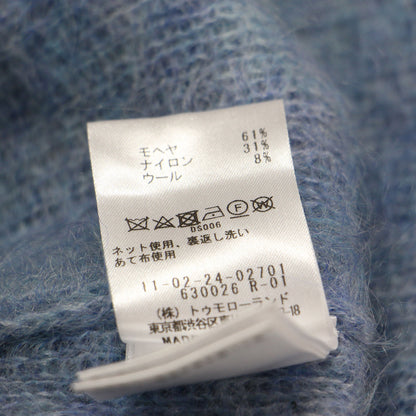 モヘヤ 61%
ナイロン 31%
ウール 8%
DS006
ネット使用、裏返し洗い
あて布使用
11-02-24-02701
630026 R-01
(株) トゥモローランド
東京都渋谷区 -18
MAD